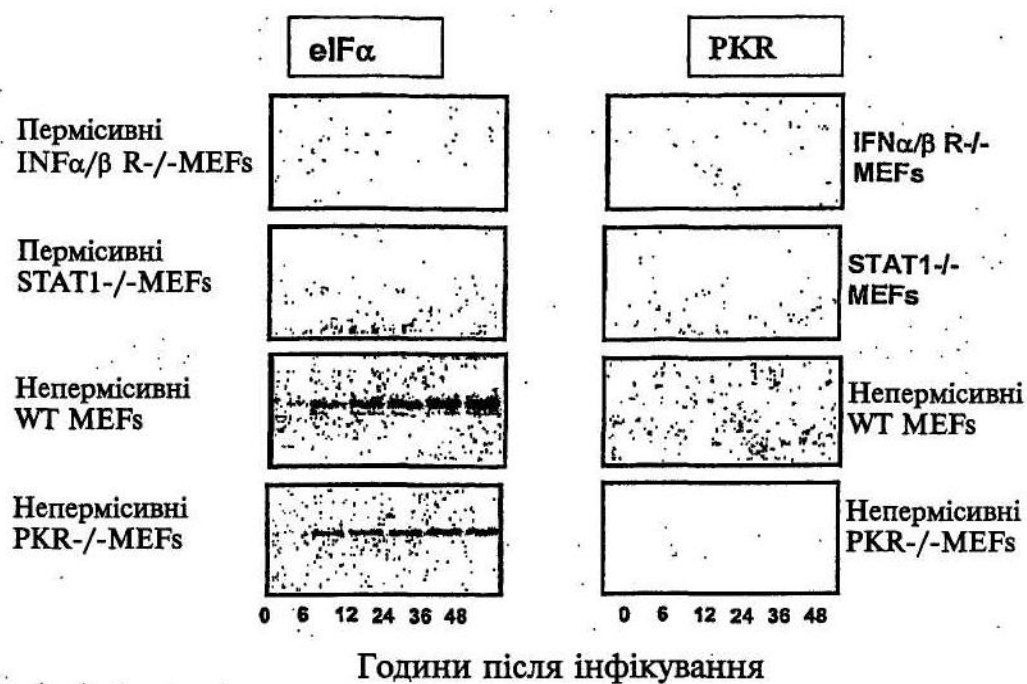 eIFα
PKR
Пермісивні
INFα/β R-/-MEFs
IFNα/β R-/-
MEFs
Пермісивні
STAT1-/-MEFs
STAT1-/-
MEFs
Непермісивні
WT MEFs
Непермісивні
WT MEFs
Непермісивні
PKR-/-MEFs
Непермісивні
PKR-/-MEFs
0 6 12 24 36 48
0 6 12 24 36 48
Години після інфікування